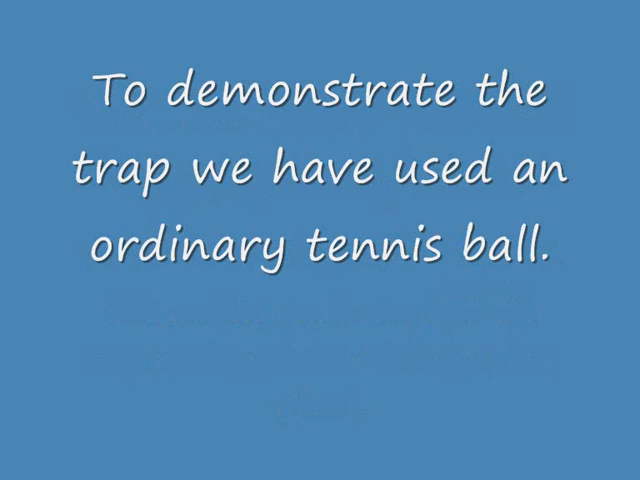 To demonstrate the
trap we have used an
ordinary tennis ball.